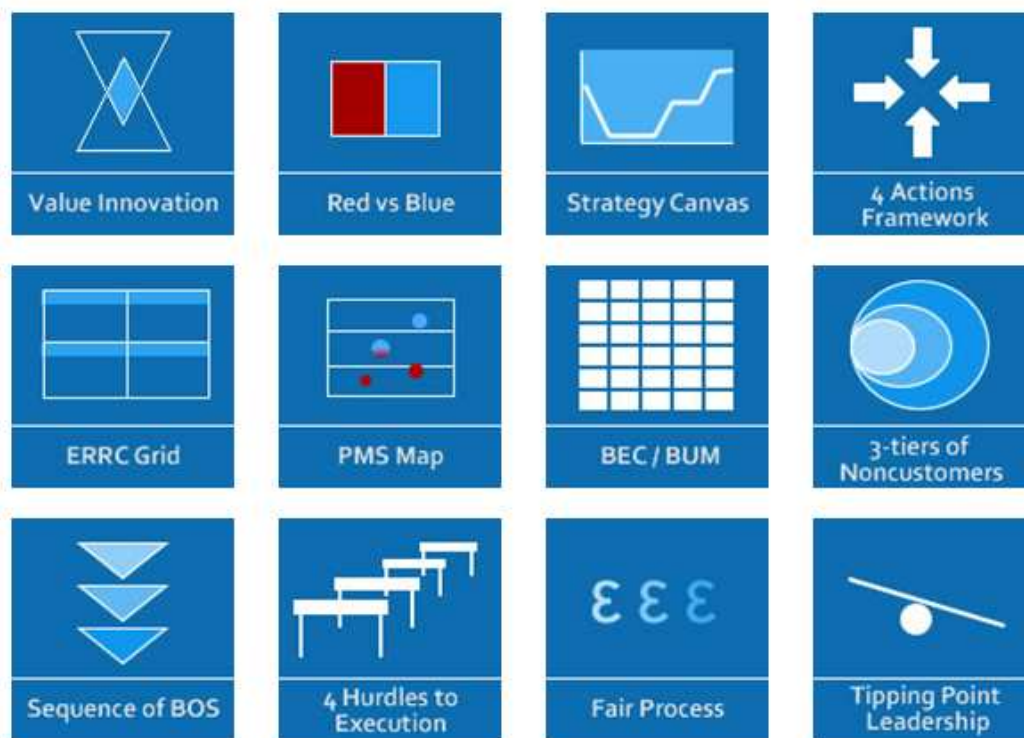 Value Innovation
Red vs Blue
Strategy Canvas
4 Actions
Framework
ERRC Grid
PMS Map
BEC / BUM
3-tiers of
Noncustomers
Sequence of BOS
4 Hurdles to
Execution
ε ε ε
Fair Process
Tipping Point
Leadership